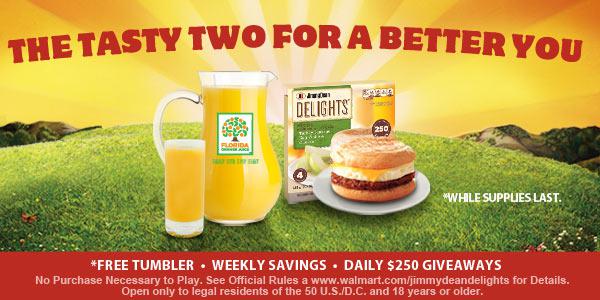 THE TASTY TWO FOR A BETTER YOU
Jimmy Dean
DELIGHTS
250
FLORIDA
ORANGE JUICE
4
*WHILE SUPPLIES LAST.
*FREE TUMBLER • WEEKLY SAVINGS • DAILY $250 GIVEAWAYS
No Purchase Necessary to Play. See Official Rules a www.walmart.com/jimmydeandelights for Details.
Open only to legal residents of the 50 U.S./D.C. and 18 years or older.